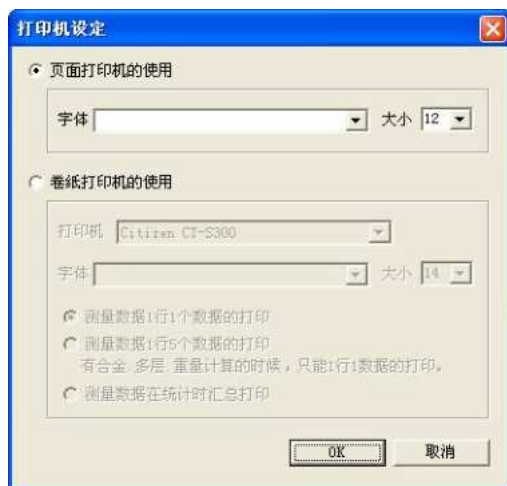 打印机设定
页面打印机的使用
字体 大小 12
卷纸打印机的使用
打印机 Citizen CT-S300
字体 大小 14
测量数据1行1个数据的打印
测量数据1行5个数据的打印
有合金.多层.重量计算的时候，只能1行1数据的打印。
测量数据在统计时汇总打印
OK 取消